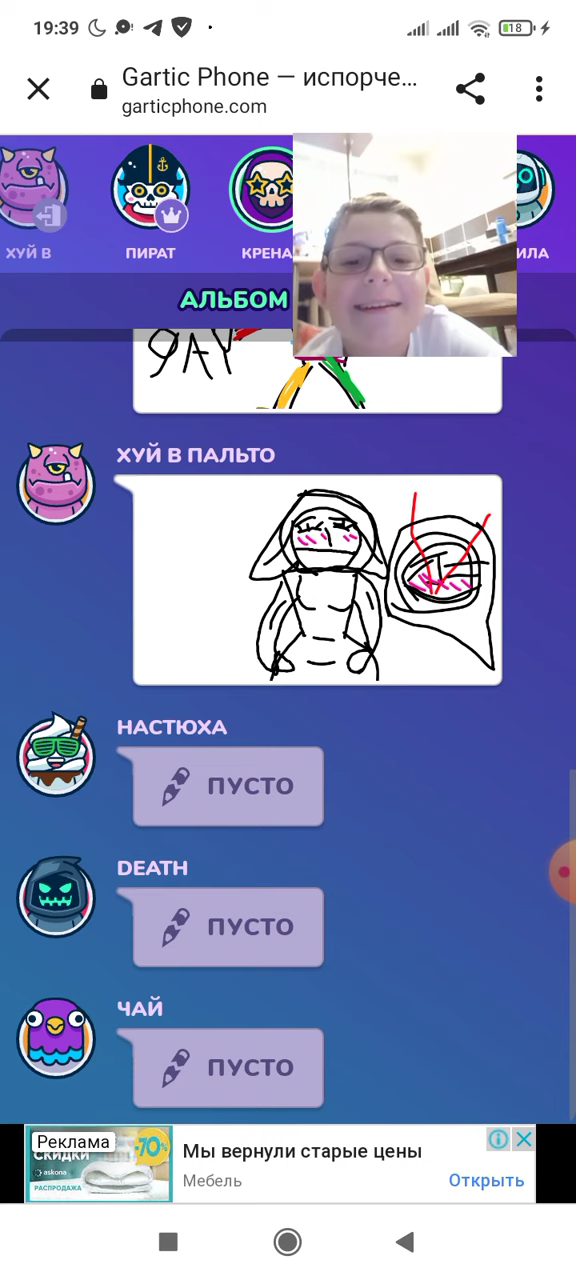 19:39
18
Gartic Phone — испорче...
garticphone.com
ХУЙ В
ПИРАТ
КРЕНА
ИЛА
АЛЬБОМ
ЯАУ
ХУЙ В ПАЛЬТО
НАСТЮХА
ПУСТО
DEATH
ПУСТО
ЧАЙ
ПУСТО
Реклама
СКИДКИ
-70%
askona
РАСПРОДАЖА
Мы вернули старые цены
Мебель
Открыть